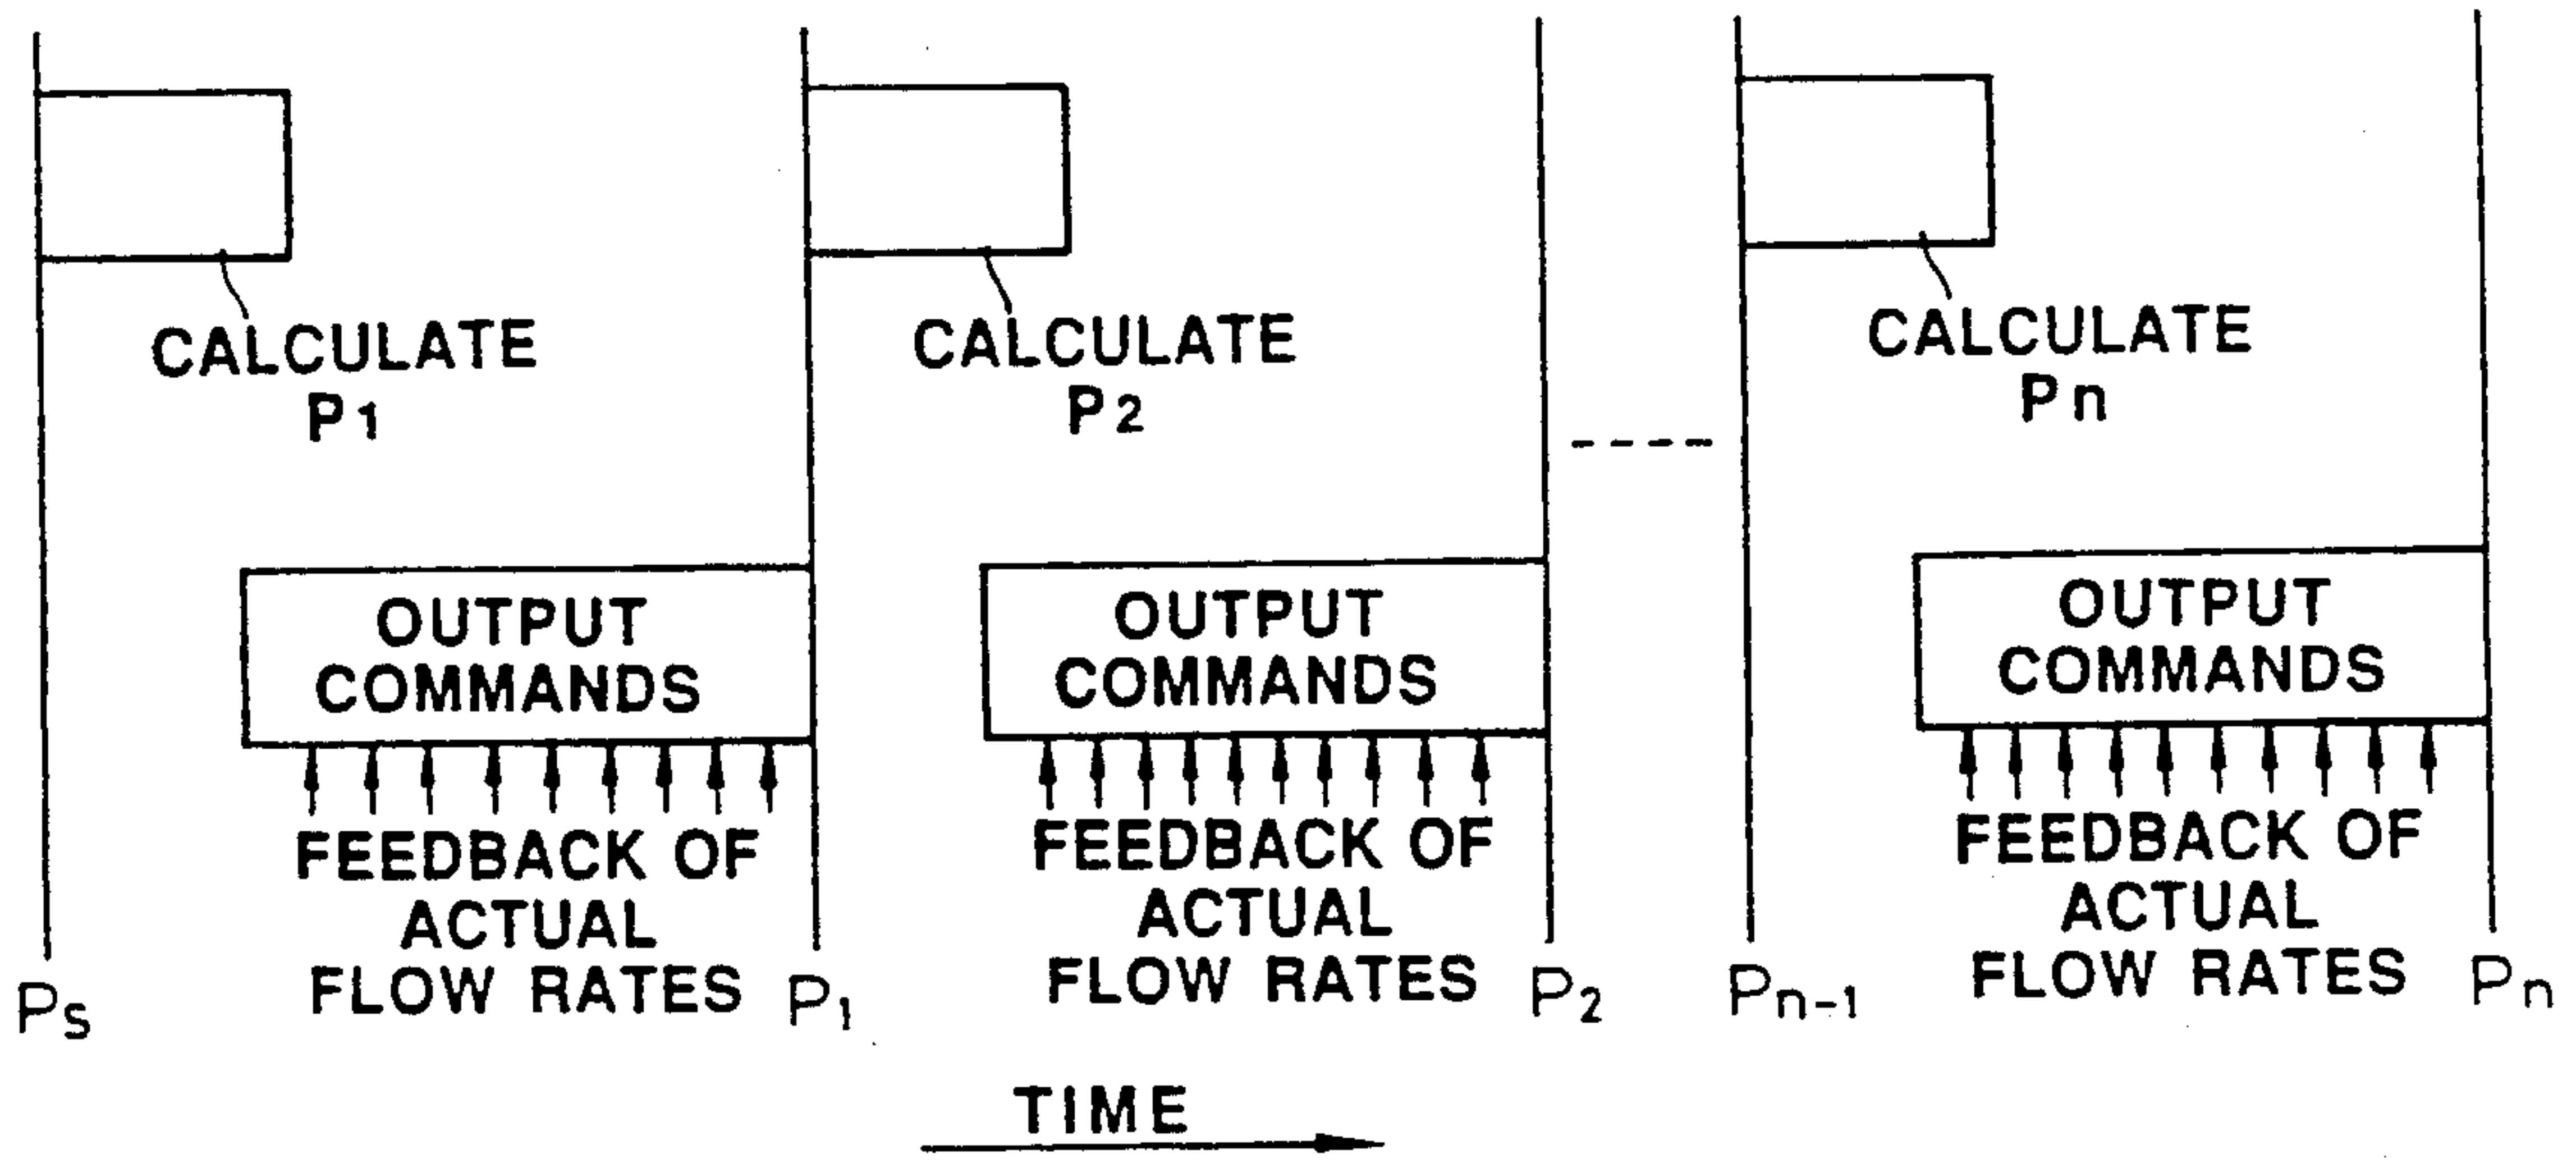 CALCULATE
P1
CALCULATE
P2
CALCULATE
Pn
OUTPUT
COMMANDS
OUTPUT
COMMANDS
OUTPUT
COMMANDS
FEEDBACK OF
ACTUAL
FLOW RATES
FEEDBACK OF
ACTUAL
FLOW RATES
FEEDBACK OF
ACTUAL
FLOW RATES
Ps
P1
P2
Pn-1
Pn
TIME